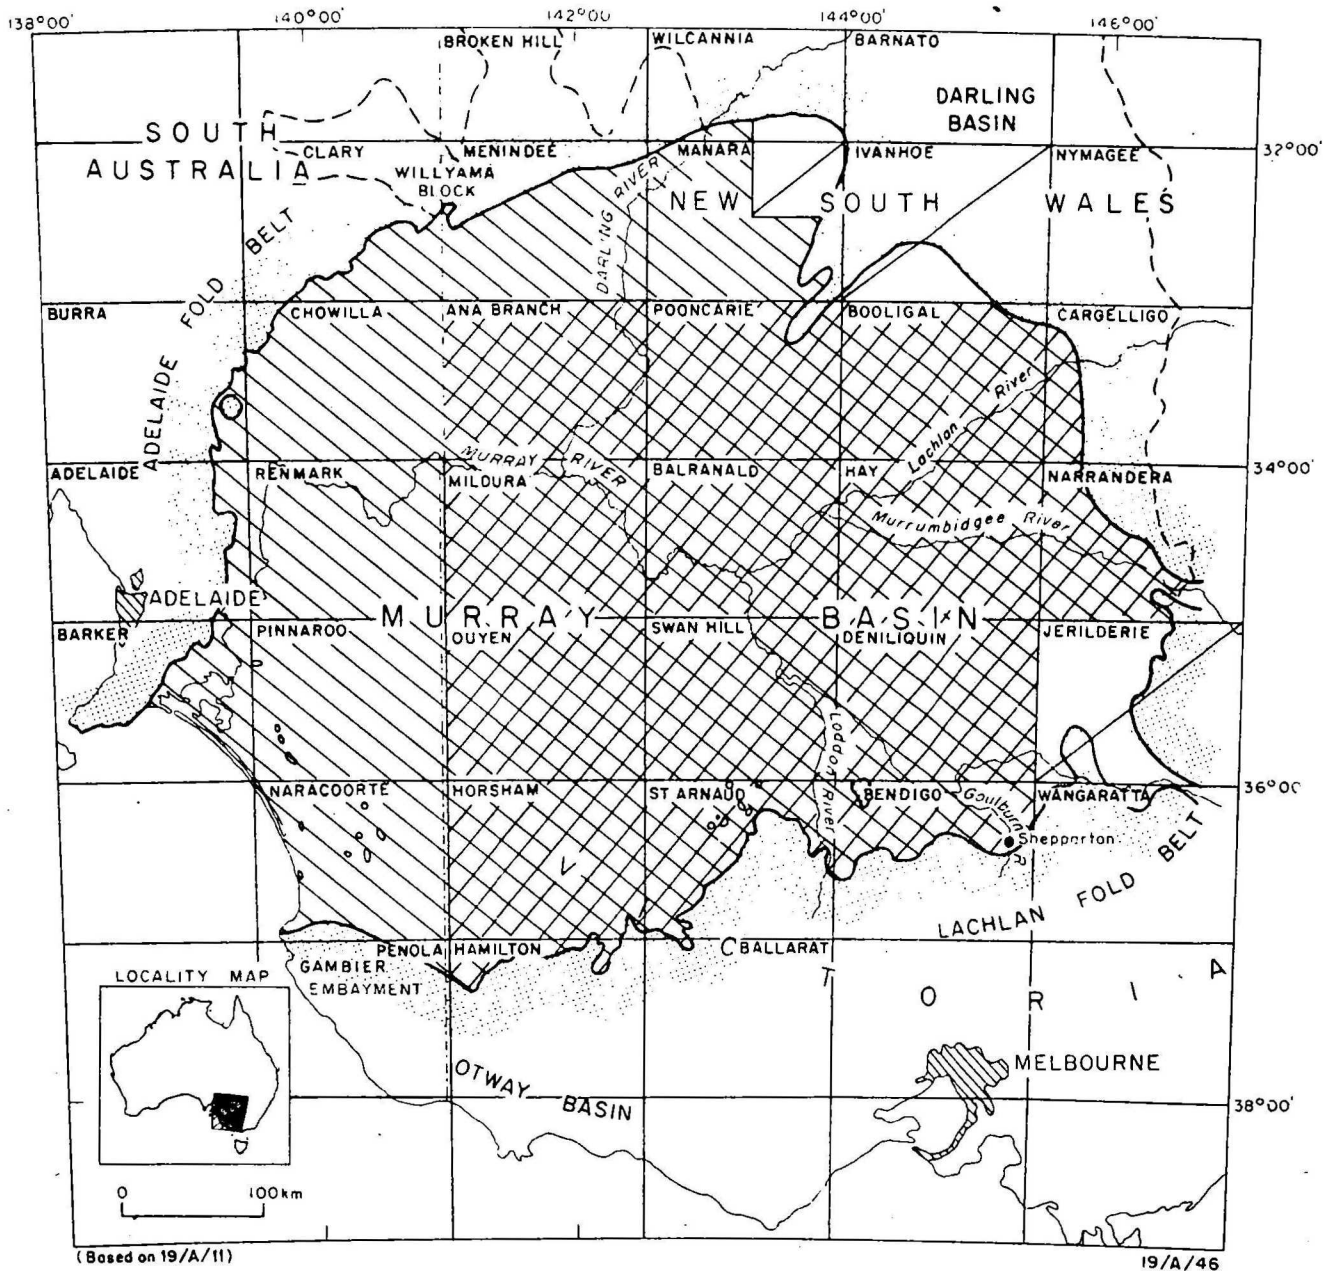 138°00'
140°00'
142°00'
144°00'
146°00'
BROKEN HILL
WILCANNIA
BARNATO
DARLING
BASIN
SOUTH
AUSTRALIA
CLARY
MENINDEE
MANARA
IVANHOE
NYMAGEE
32°00'
WILLYAMA
BLOCK
NEW SOUTH WALES
DARLING RIVER
ADELAIDE FOLD BELT
BURRA
CHOWILLA
ANA BRANCH
POONCARIE
BOOLIGAL
CARGELLIGO
Lachlan River
ADELAIDE
RENMARK
MURRAY RIVER
MILDURA
BALRANALD
HAY
NARRANDERA
34°00'
Murrumbidgee River
ADELAIDE
MURRAY BASIN
BARKER
PINNAROO
OUYEN
SWAN HILL
DENILIQUIN
JERILDERIE
Loddon River
NARACOORTE
HORSHAM
ST ARNAUD
BENDIGO
WANGARATTA
36°00'
Goulburn
R
Shepparton
LACHLAN FOLD BELT
V
PENOLA
HAMILTON
C
BALLARAT
GAMBIER
EMBAYMENT
T O R I A
LOCALITY MAP
OTWAY BASIN
MELBOURNE
38°00'
0 100km
(Based on 19/A/11)
19/A/46